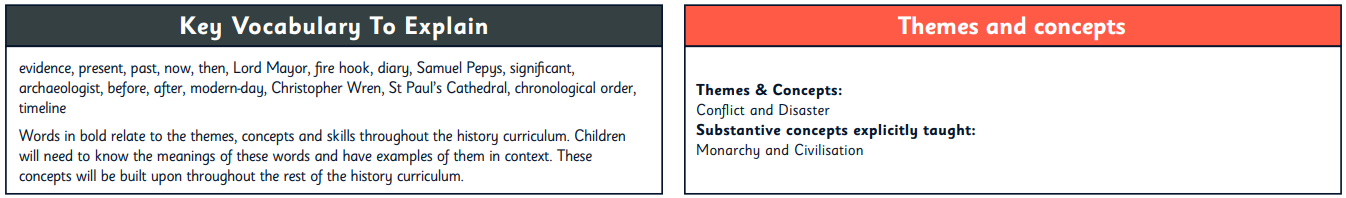 Key Vocabulary To Explain
evidence, present, past, now, then, Lord Mayor, fire hook, diary, Samuel Pepys, significant,
archaeologist, before, after, modern-day, Christopher Wren, St Paul's Cathedral, chronological order,
timeline
Words in bold relate to the themes, concepts and skills throughout the history curriculum. Children
will need to know the meanings of these words and have examples of them in context. These
concepts will be built upon throughout the rest of the history curriculum.
Themes and concepts
Themes & Concepts:
Conflict and Disaster
Substantive concepts explicitly taught:
Monarchy and Civilisation